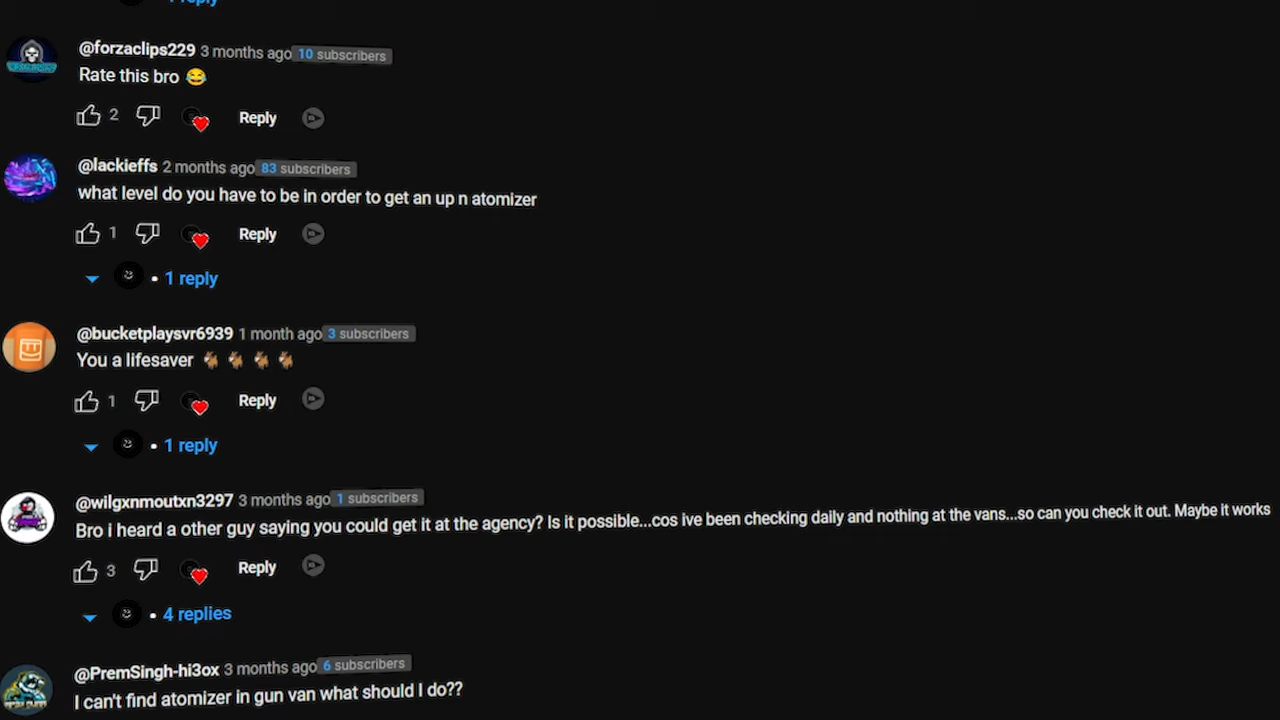 1 reply
@forzaclips229 3 months ago 10 subscribers
Rate this bro 😂
2 Reply
@lackieffs 2 months ago 83 subscribers
what level do you have to be in order to get an up n atomizer
1 Reply
• 1 reply
@bucketplaysvr6939 1 month ago 3 subscribers
You a lifesaver 🐐 🐐 🐐 🐐
1 Reply
• 1 reply
@wilgxnmoutxn3297 3 months ago 1 subscribers
Bro i heard a other guy saying you could get it at the agency? Is it possible...cos ive been checking daily and nothing at the vans...so can you check it out. Maybe it works
3 Reply
• 4 replies
@PremSingh-hi3ox 3 months ago 6 subscribers
I can't find atomizer in gun van what should I do??